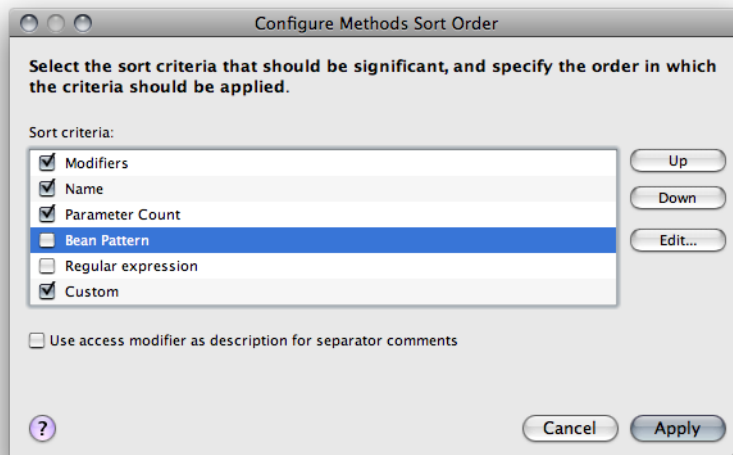 Configure Methods Sort Order
Select the sort criteria that should be significant, and specify the order in which
the criteria should be applied.
Sort criteria:
Modifiers
Name
Parameter Count
Bean Pattern
Regular expression
Custom
Up
Down
Edit...
Use access modifier as description for separator comments
?
Cancel
Apply